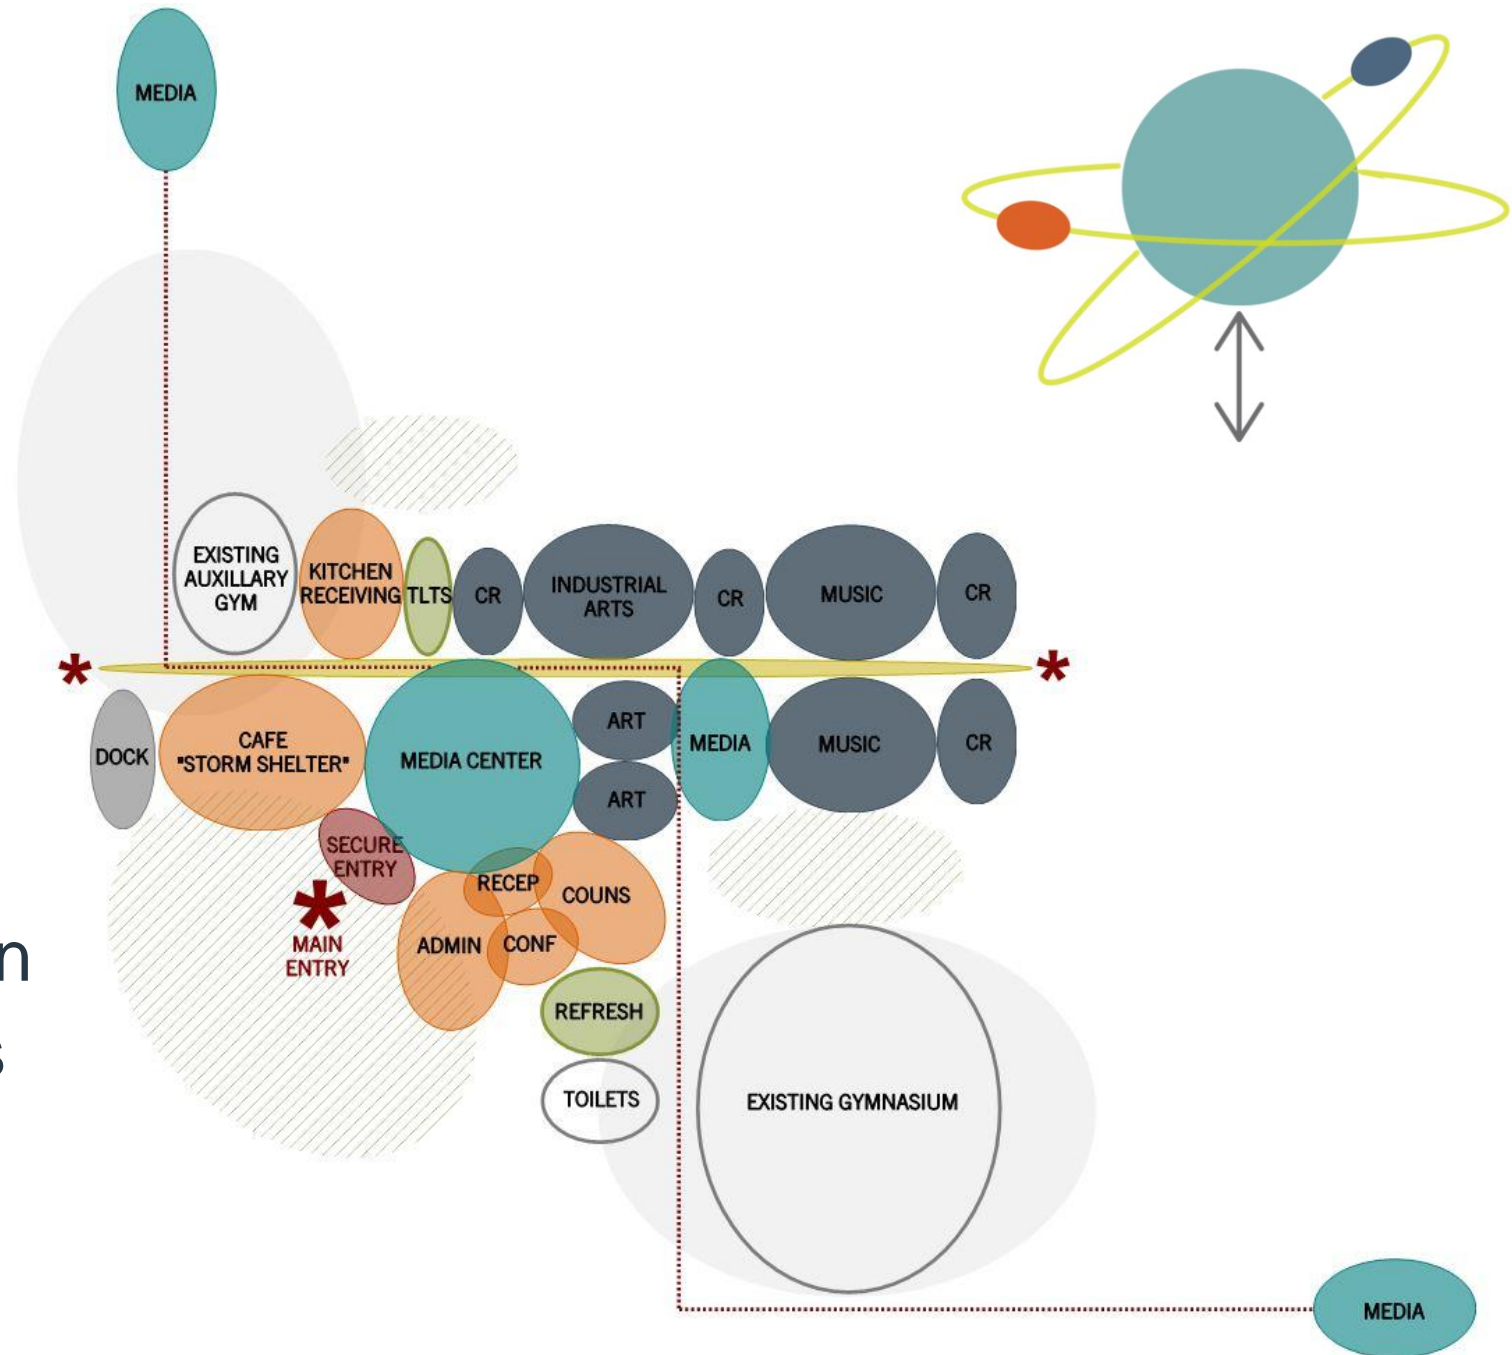 MEDIA
EXISTING
AUXILLARY
GYM
KITCHEN
RECEIVING
TLTS
CR
INDUSTRIAL
ARTS
CR
MUSIC
CR
*
*
DOCK
CAFE
"STORM SHELTER"
MEDIA CENTER
ART
ART
MEDIA
MUSIC
CR
SECURE
ENTRY
*
MAIN
ENTRY
RECEP
COUNS
ADMIN
CONF
REFRESH
TOILETS
EXISTING GYMNASIUM
MEDIA